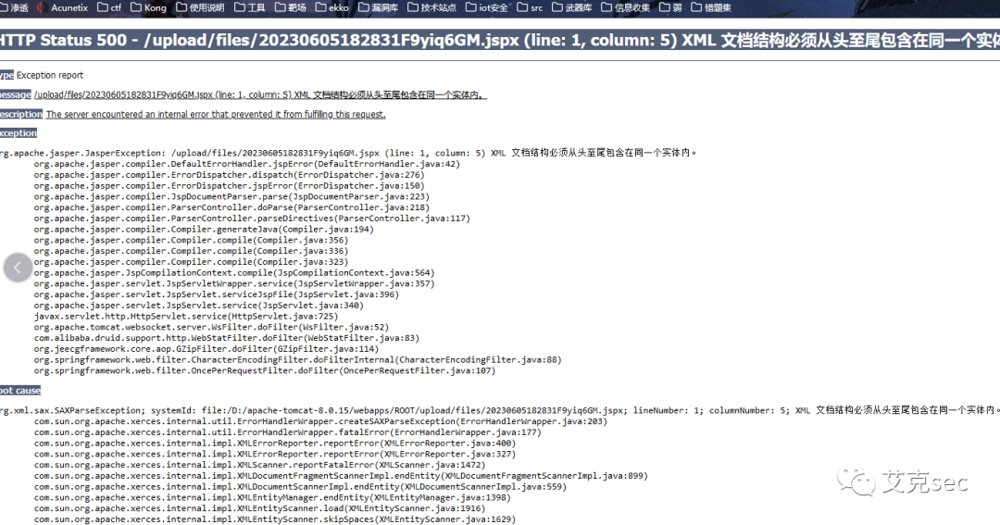 渗透 Acunetix ctf Kong 使用说明 工具 靶场 ekko 漏洞库 技术站点 iot安全 src 武器库 信息收集 弱 错题集
HTTP Status 500 - /upload/files/20230605182831F9yiq6GM.jspx (line: 1, column: 5) XML 文档结构必须从头至尾包含在同一个实体
ype Exception report
essage /upload/files/20230605182831F9yiq6GM.jspx (line: 1, column: 5) XML 文档结构必须从头至尾包含在同一个实体内。
escription The server encountered an internal error that prevented it from fulfilling this request.
xception
rg.apache.jasper.JasperException: /upload/files/20230605182831F9yiq6GM.jspx (line: 1, column: 5) XML 文档结构必须从头至尾包含在同一个实体内。
org.apache.jasper.compiler.DefaultErrorHandler.jspError(DefaultErrorHandler.java:42)
org.apache.jasper.compiler.ErrorDispatcher.dispatch(ErrorDispatcher.java:276)
org.apache.jasper.compiler.ErrorDispatcher.jspError(ErrorDispatcher.java:150)
org.apache.jasper.compiler.JspDocumentParser.parse(JspDocumentParser.java:223)
org.apache.jasper.compiler.ParserController.doParse(ParserController.java:218)
org.apache.jasper.compiler.ParserController.parseDirectives(ParserController.java:117)
org.apache.jasper.compiler.Compiler.generateJava(Compiler.java:194)
org.apache.jasper.compiler.Compiler.compile(Compiler.java:356)
org.apache.jasper.compiler.Compiler.compile(Compiler.java:336)
org.apache.jasper.compiler.Compiler.compile(Compiler.java:323)
org.apache.jasper.JspCompilationContext.compile(JspCompilationContext.java:564)
org.apache.jasper.servlet.JspServletWrapper.service(JspServletWrapper.java:357)
org.apache.jasper.servlet.JspServlet.serviceJspFile(JspServlet.java:396)
org.apache.jasper.servlet.JspServlet.service(JspServlet.java:340)
javax.servlet.http.HttpServlet.service(HttpServlet.java:725)
org.apache.tomcat.websocket.server.WsFilter.doFilter(WsFilter.java:52)
com.alibaba.druid.support.http.WebStatFilter.doFilter(WebStatFilter.java:83)
org.jeecgframework.core.aop.GZipFilter.doFilter(GZipFilter.java:114)
org.springframework.web.filter.CharacterEncodingFilter.doFilterInternal(CharacterEncodingFilter.java:88)
org.springframework.web.filter.OncePerRequestFilter.doFilter(OncePerRequestFilter.java:107)
oot cause
rg.xml.sax.SAXParseException; systemId: file:/D:/apache-tomcat-8.0.15/webapps/ROOT/upload/files/20230605182831F9yiq6GM.jspx; lineNumber: 1; columnNumber: 5; XML 文档结构必须从头至尾包含在同一个实体内。
com.sun.org.apache.xerces.internal.util.ErrorHandlerWrapper.createSAXParseException(ErrorHandlerWrapper.java:203)
com.sun.org.apache.xerces.internal.util.ErrorHandlerWrapper.fatalError(ErrorHandlerWrapper.java:177)
com.sun.org.apache.xerces.internal.impl.XMLErrorReporter.reportError(XMLErrorReporter.java:400)
com.sun.org.apache.xerces.internal.impl.XMLErrorReporter.reportError(XMLErrorReporter.java:327)
com.sun.org.apache.xerces.internal.impl.XMLScanner.reportFatalError(XMLScanner.java:1472)
com.sun.org.apache.xerces.internal.impl.XMLDocumentFragmentScannerImpl.endEntity(XMLDocumentFragmentScannerImpl.java:899)
com.sun.org.apache.xerces.internal.impl.XMLDocumentScannerImpl.endEntity(XMLDocumentScannerImpl.java:559)
com.sun.org.apache.xerces.internal.impl.XMLEntityManager.endEntity(XMLEntityManager.java:1398)
com.sun.org.apache.xerces.internal.impl.XMLEntityScanner.load(XMLEntityScanner.java:1916)
com.sun.org.apache.xerces.internal.impl.XMLEntityScanner.skipSpaces(XMLEntityScanner.java:1629)
艾克sec